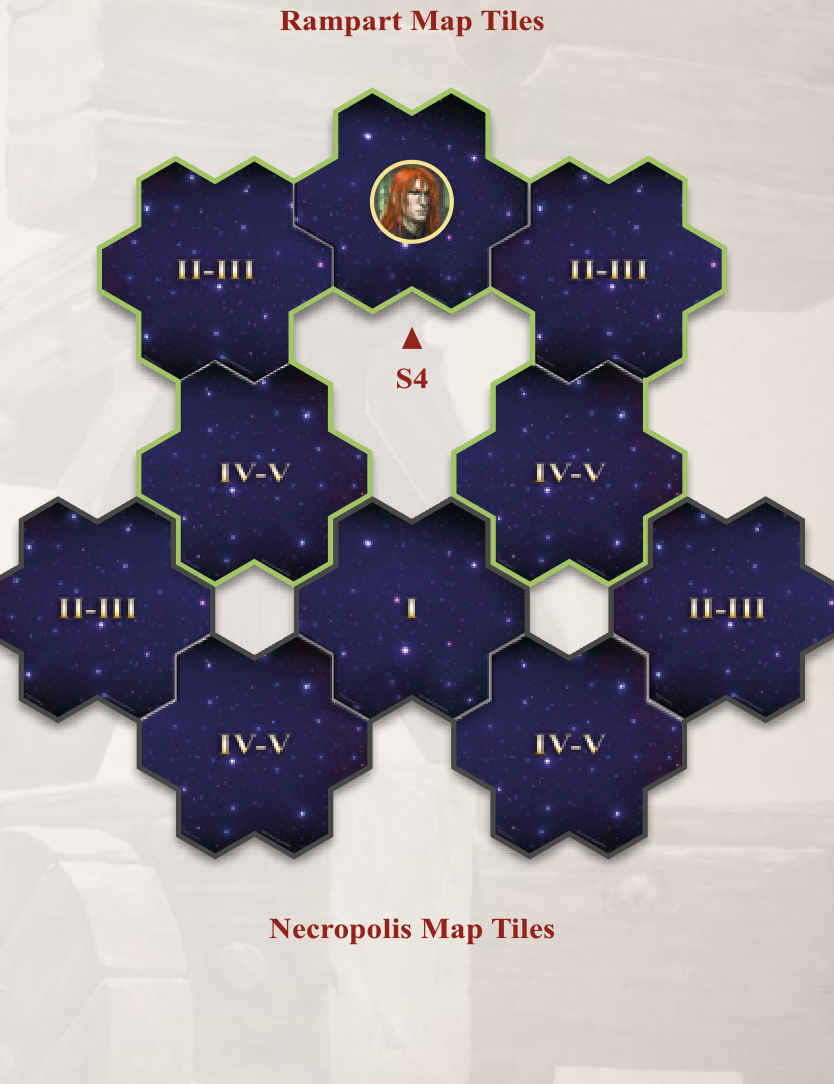 Rampart Map Tiles
II-III
II-III
S4
IV-V
IV-V
II-III
I
II-III
IV-V
IV-V
Necropolis Map Tiles